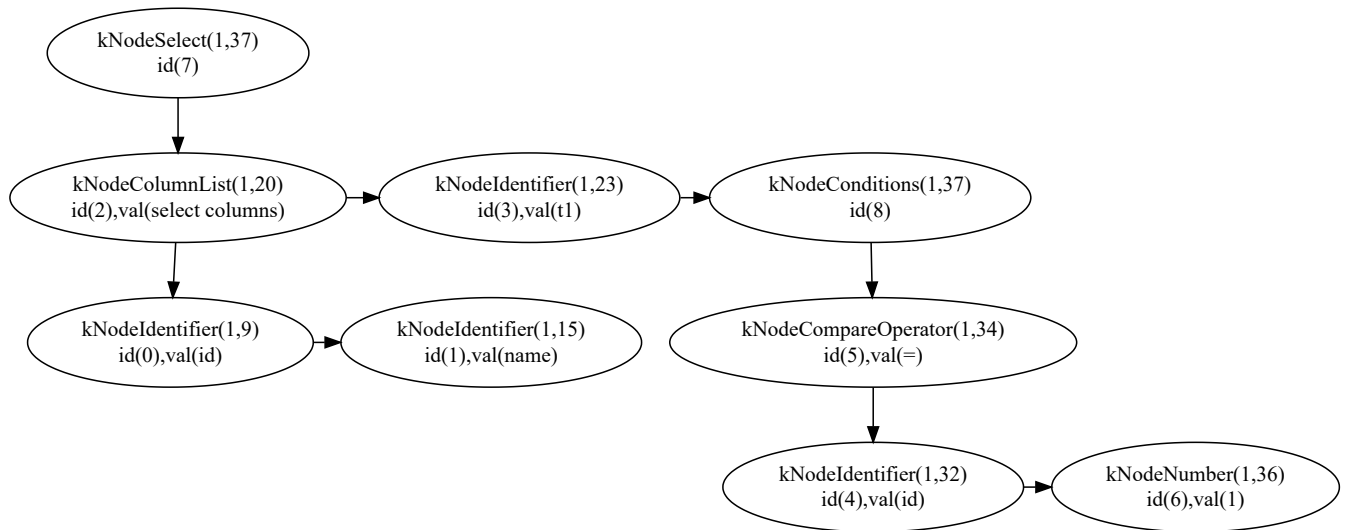 kNodeSelect(1,37)
id(7)
kNodeColumnList(1,20)
id(2),val(select columns)
kNodeIdentifier(1,23)
id(3),val(t1)
kNodeConditions(1,37)
id(8)
kNodeIdentifier(1,9)
id(0),val(id)
kNodeIdentifier(1,15)
id(1),val(name)
kNodeCompareOperator(1,34)
id(5),val(=)
kNodeIdentifier(1,32)
id(4),val(id)
kNodeNumber(1,36)
id(6),val(1)